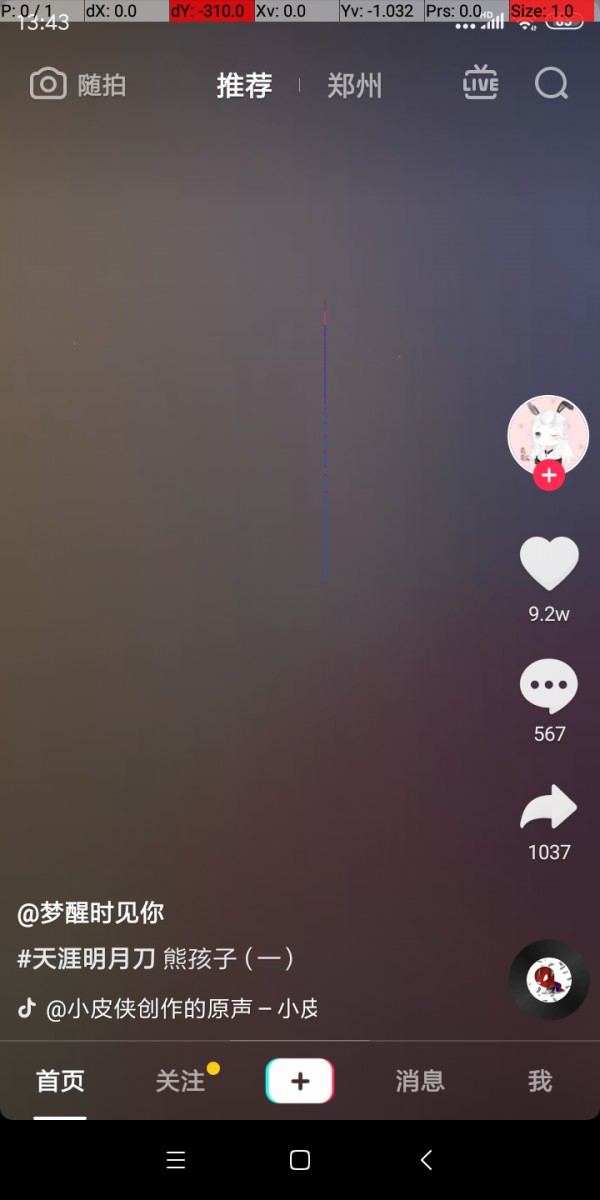 P: 0 / 1 dX: 0.0 dY: -310.0 Xv: 0.0 Yv: -1.032 Prs: 0.0 Size: 1.0
13:43
随拍 推荐 郑州 LIVE
9.2w
567
1037
@梦醒时见你
#天涯明月刀 熊孩子（一）
@小皮侠创作的原声 – 小皮
首页 关注 消息 我